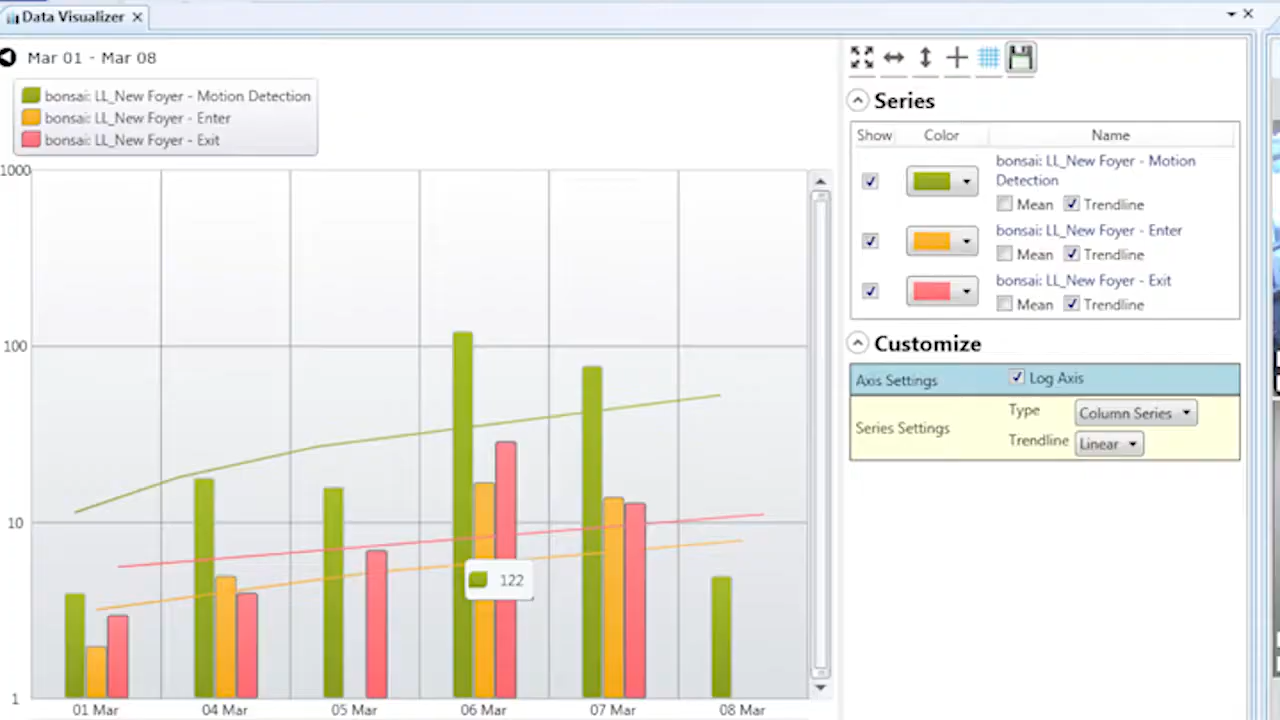 Data Visualizer
Mar 01 - Mar 08
bonsai: LL_New Foyer - Motion Detection
bonsai: LL_New Foyer - Enter
bonsai: LL_New Foyer - Exit
1000
100
10
1
122
01 Mar
04 Mar
05 Mar
06 Mar
07 Mar
08 Mar
Series
Show Color Name
bonsai: LL_New Foyer - Motion
Detection
Mean Trendline
bonsai: LL_New Foyer - Enter
Mean Trendline
bonsai: LL_New Foyer - Exit
Mean Trendline
Customize
Axis Settings Log Axis
Series Settings
Type Column Series
Trendline Linear